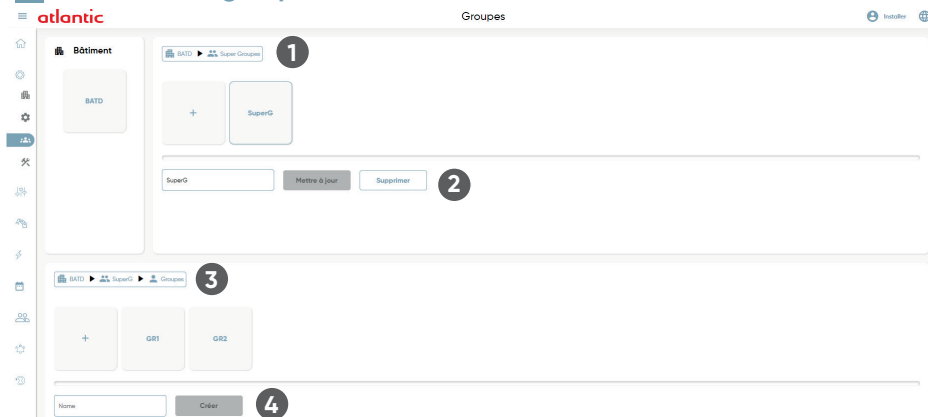 atlantic
Groupes
Installer
Bâtiment
BATD
BATD ▶ Super Groupes
1
+
SuperG
SuperG
Mettre à jour
Supprimer
2
BATD ▶ SuperG ▶ Groupes
3
+
GR1
GR2
Name
Créer
4